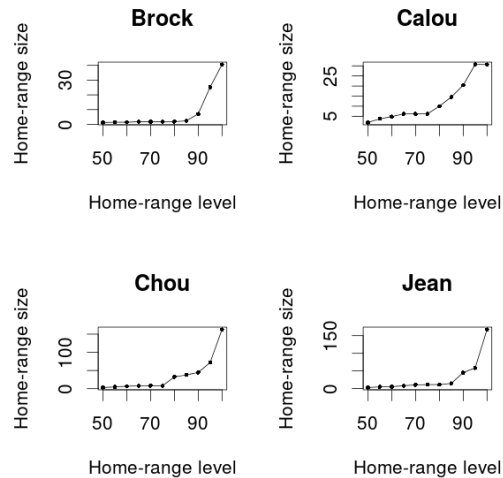 Brock
Home-range size
0 30
50 70 90
Home-range level
Calou
Home-range size
5 25
50 70 90
Home-range level
Chou
Home-range size
0 100
50 70 90
Home-range level
Jean
Home-range size
0 150
50 70 90
Home-range level